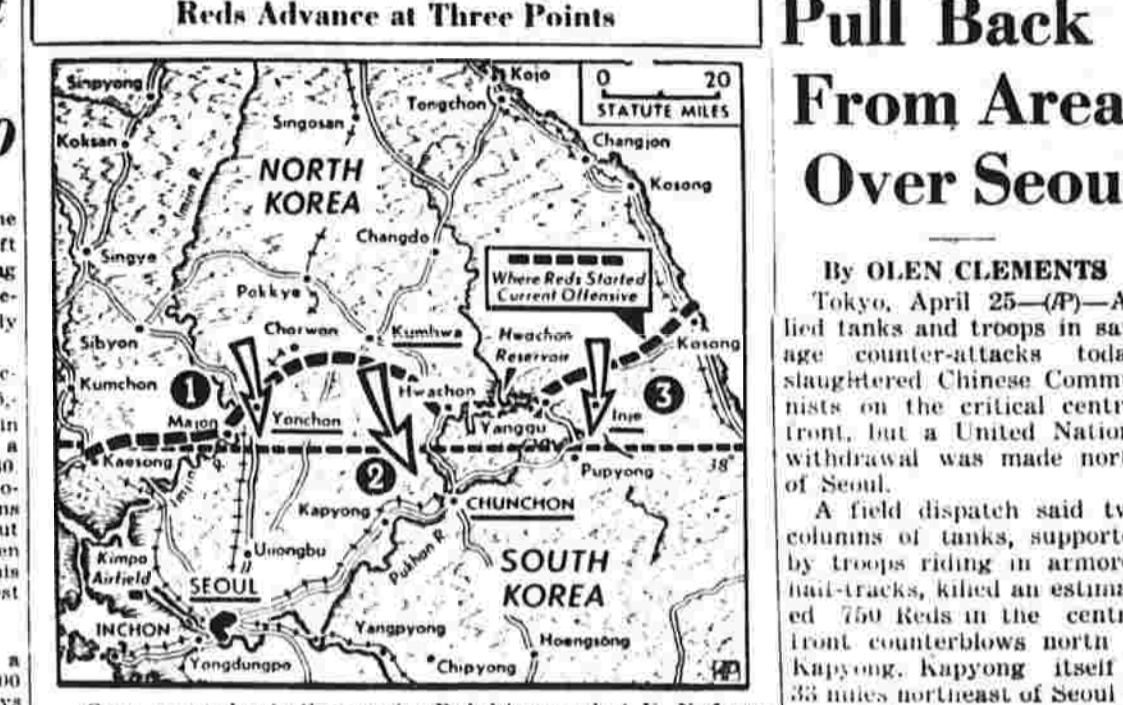 Reds Advance at Three Points
Sinpyong
Koksan
Singosan
Kojo
Tongchon
0 20
STATUTE MILES
Changjon
Kosong
NORTH
KOREA
Imjin R.
Changdo
Singye
Pokkye
Where Reds Started
Current Offensive
Sibyon
Chorwon
Kumhwa
Hwachon
Reservoir
Kosong
Kumchon
1
Hwachon
3
Majon
Yonchon
Yanggu
Inje
Kaesong
Imjin R.
2
Pupyong
38°
Kapyong
CHUNCHON
Uijongbu
Pukhan R.
SOUTH
KOREA
Kimpo
Airfield
SEOUL
INCHON
Yangpyong
Hoengsong
Yongdungpo
Chipyong
AP
Pull Back
From Area
Over Seou
By OLEN CLEMENTS
Tokyo, April 25—(AP)—A
lied tanks and troops in sav
age counter-attacks toda
slaughtered Chinese Commu
nists on the critical centr
front, but a United Nation
withdrawal was made nort
of Seoul.
A field dispatch said tw
columns of tanks, supporte
by troops riding in armore
half-tracks, killed an estima
ed 750 Reds in the centr
front counterblows north
Kapyong. Kapyong itself
33 miles northeast of Seoul